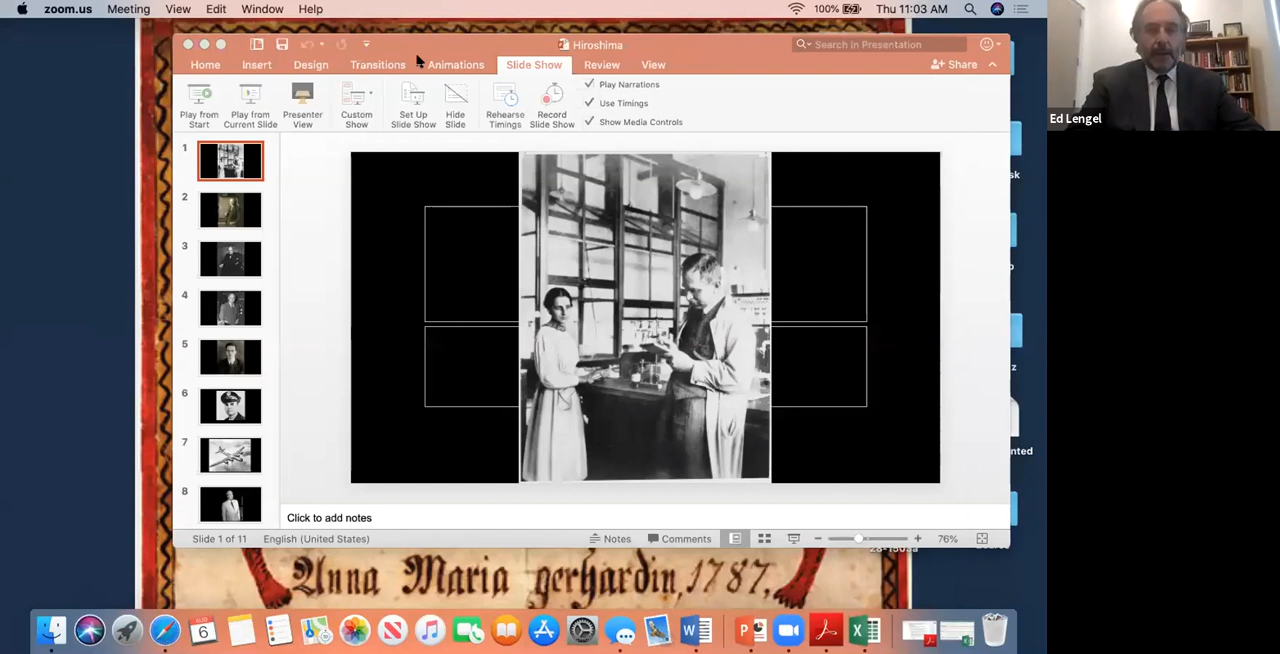 zoom.us Meeting View Edit Window Help 100% Thu 11:03 AM
Hiroshima
Search in Presentation
Home Insert Design Transitions Animations Slide Show Review View Share
Play from Start
Play from Current Slide
Presenter View
Custom Show
Set Up Slide Show
Hide Slide
Rehearse Timings
Record Slide Show
Play Narrations
Use Timings
Show Media Controls
Ed Lengel
1
2
3
4
5
6
7
8
sk
z
nted
Click to add notes
Slide 1 of 11 English (United States) Notes Comments 76%
Anna Maria gerhardin, 1787.
AUG
6